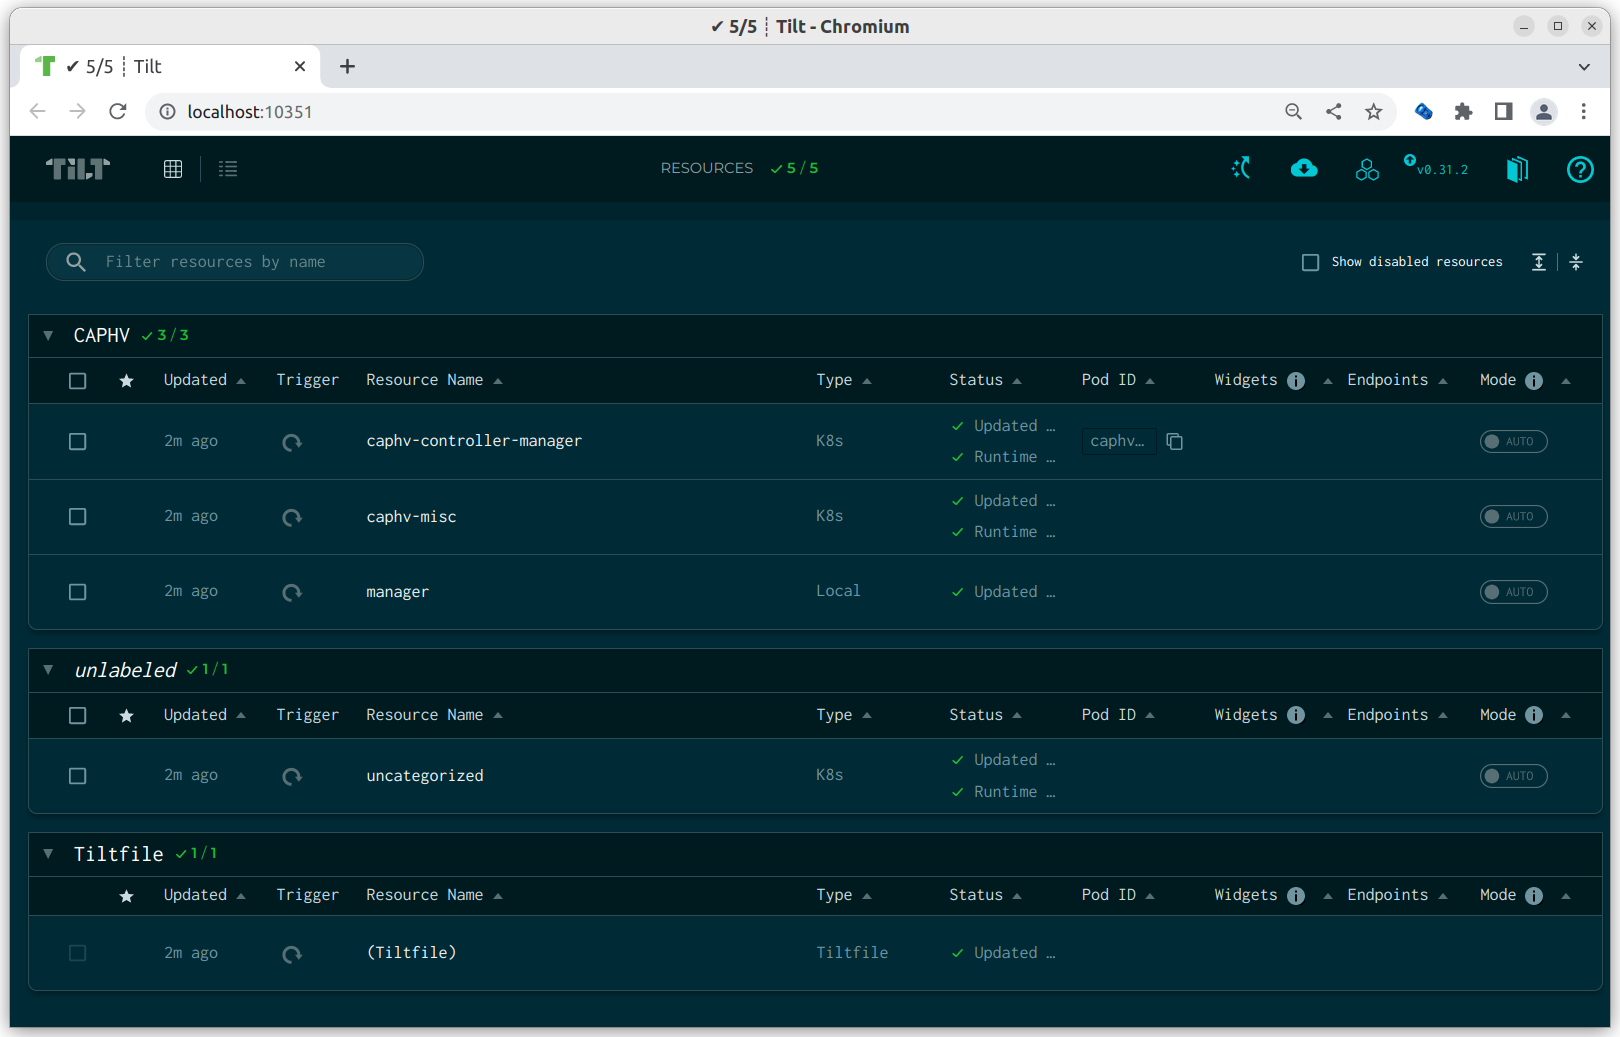 ✔ 5/5 ┊ Tilt - Chromium
✔ 5/5 ┊ Tilt
localhost:10351
TILT
RESOURCES ✓ 5 / 5
v0.31.2
Filter resources by name
Show disabled resources
CAPHV ✓ 3 / 3
Updated Trigger Resource Name Type Status Pod ID Widgets Endpoints Mode
2m ago caphv-controller-manager K8s ✓ Updated … caphv… AUTO
✓ Runtime …
2m ago caphv-misc K8s ✓ Updated … AUTO
✓ Runtime …
2m ago manager Local ✓ Updated … AUTO
unlabeled ✓ 1 / 1
Updated Trigger Resource Name Type Status Pod ID Widgets Endpoints Mode
2m ago uncategorized K8s ✓ Updated … AUTO
✓ Runtime …
Tiltfile ✓ 1 / 1
Updated Trigger Resource Name Type Status Pod ID Widgets Endpoints Mode
2m ago (Tiltfile) Tiltfile ✓ Updated …